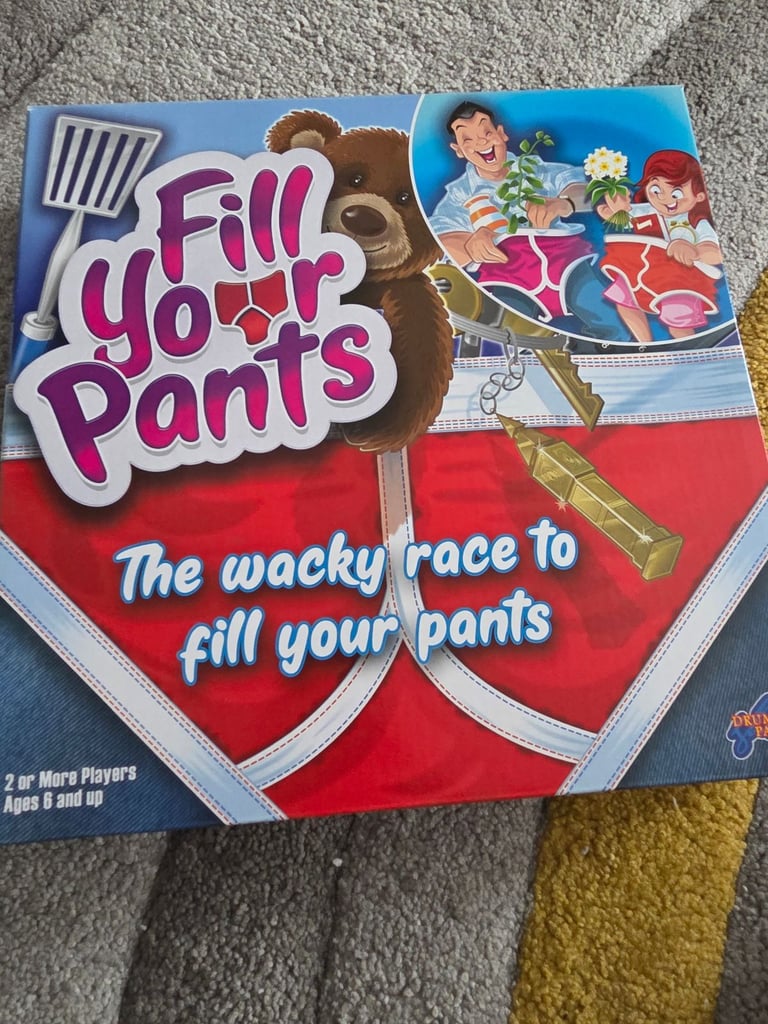 Fill
Your
Pants
The wacky race to
fill your pants
2 or More Players
Ages 6 and up